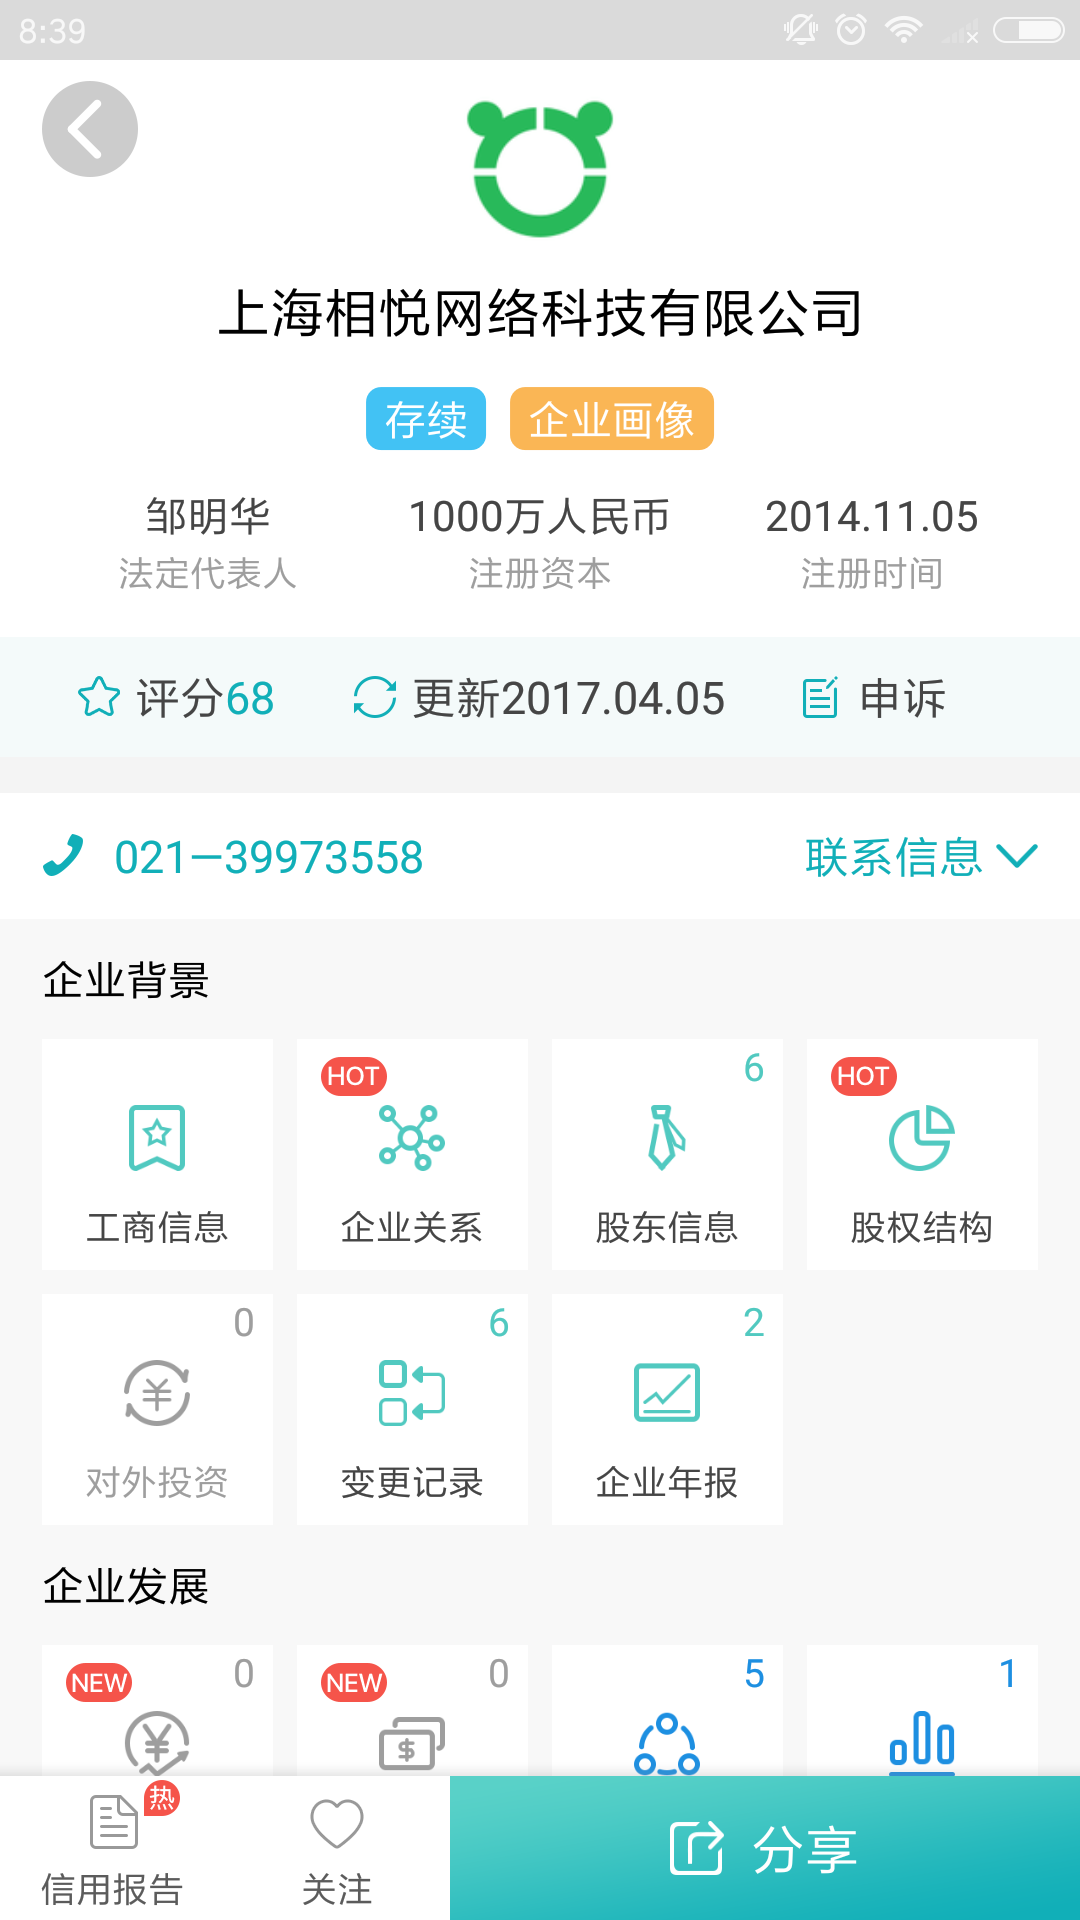 8:39
上海相悦网络科技有限公司
存续 企业画像
邹明华 1000万人民币 2014.11.05
法定代表人 注册资本 注册时间
评分68 更新2017.04.05 申诉
021—39973558 联系信息
企业背景
HOT 6 HOT
工商信息 企业关系 股东信息 股权结构
0 6 2
对外投资 变更记录 企业年报
企业发展
NEW 0 NEW 0 5 1
热
信用报告 关注 分享